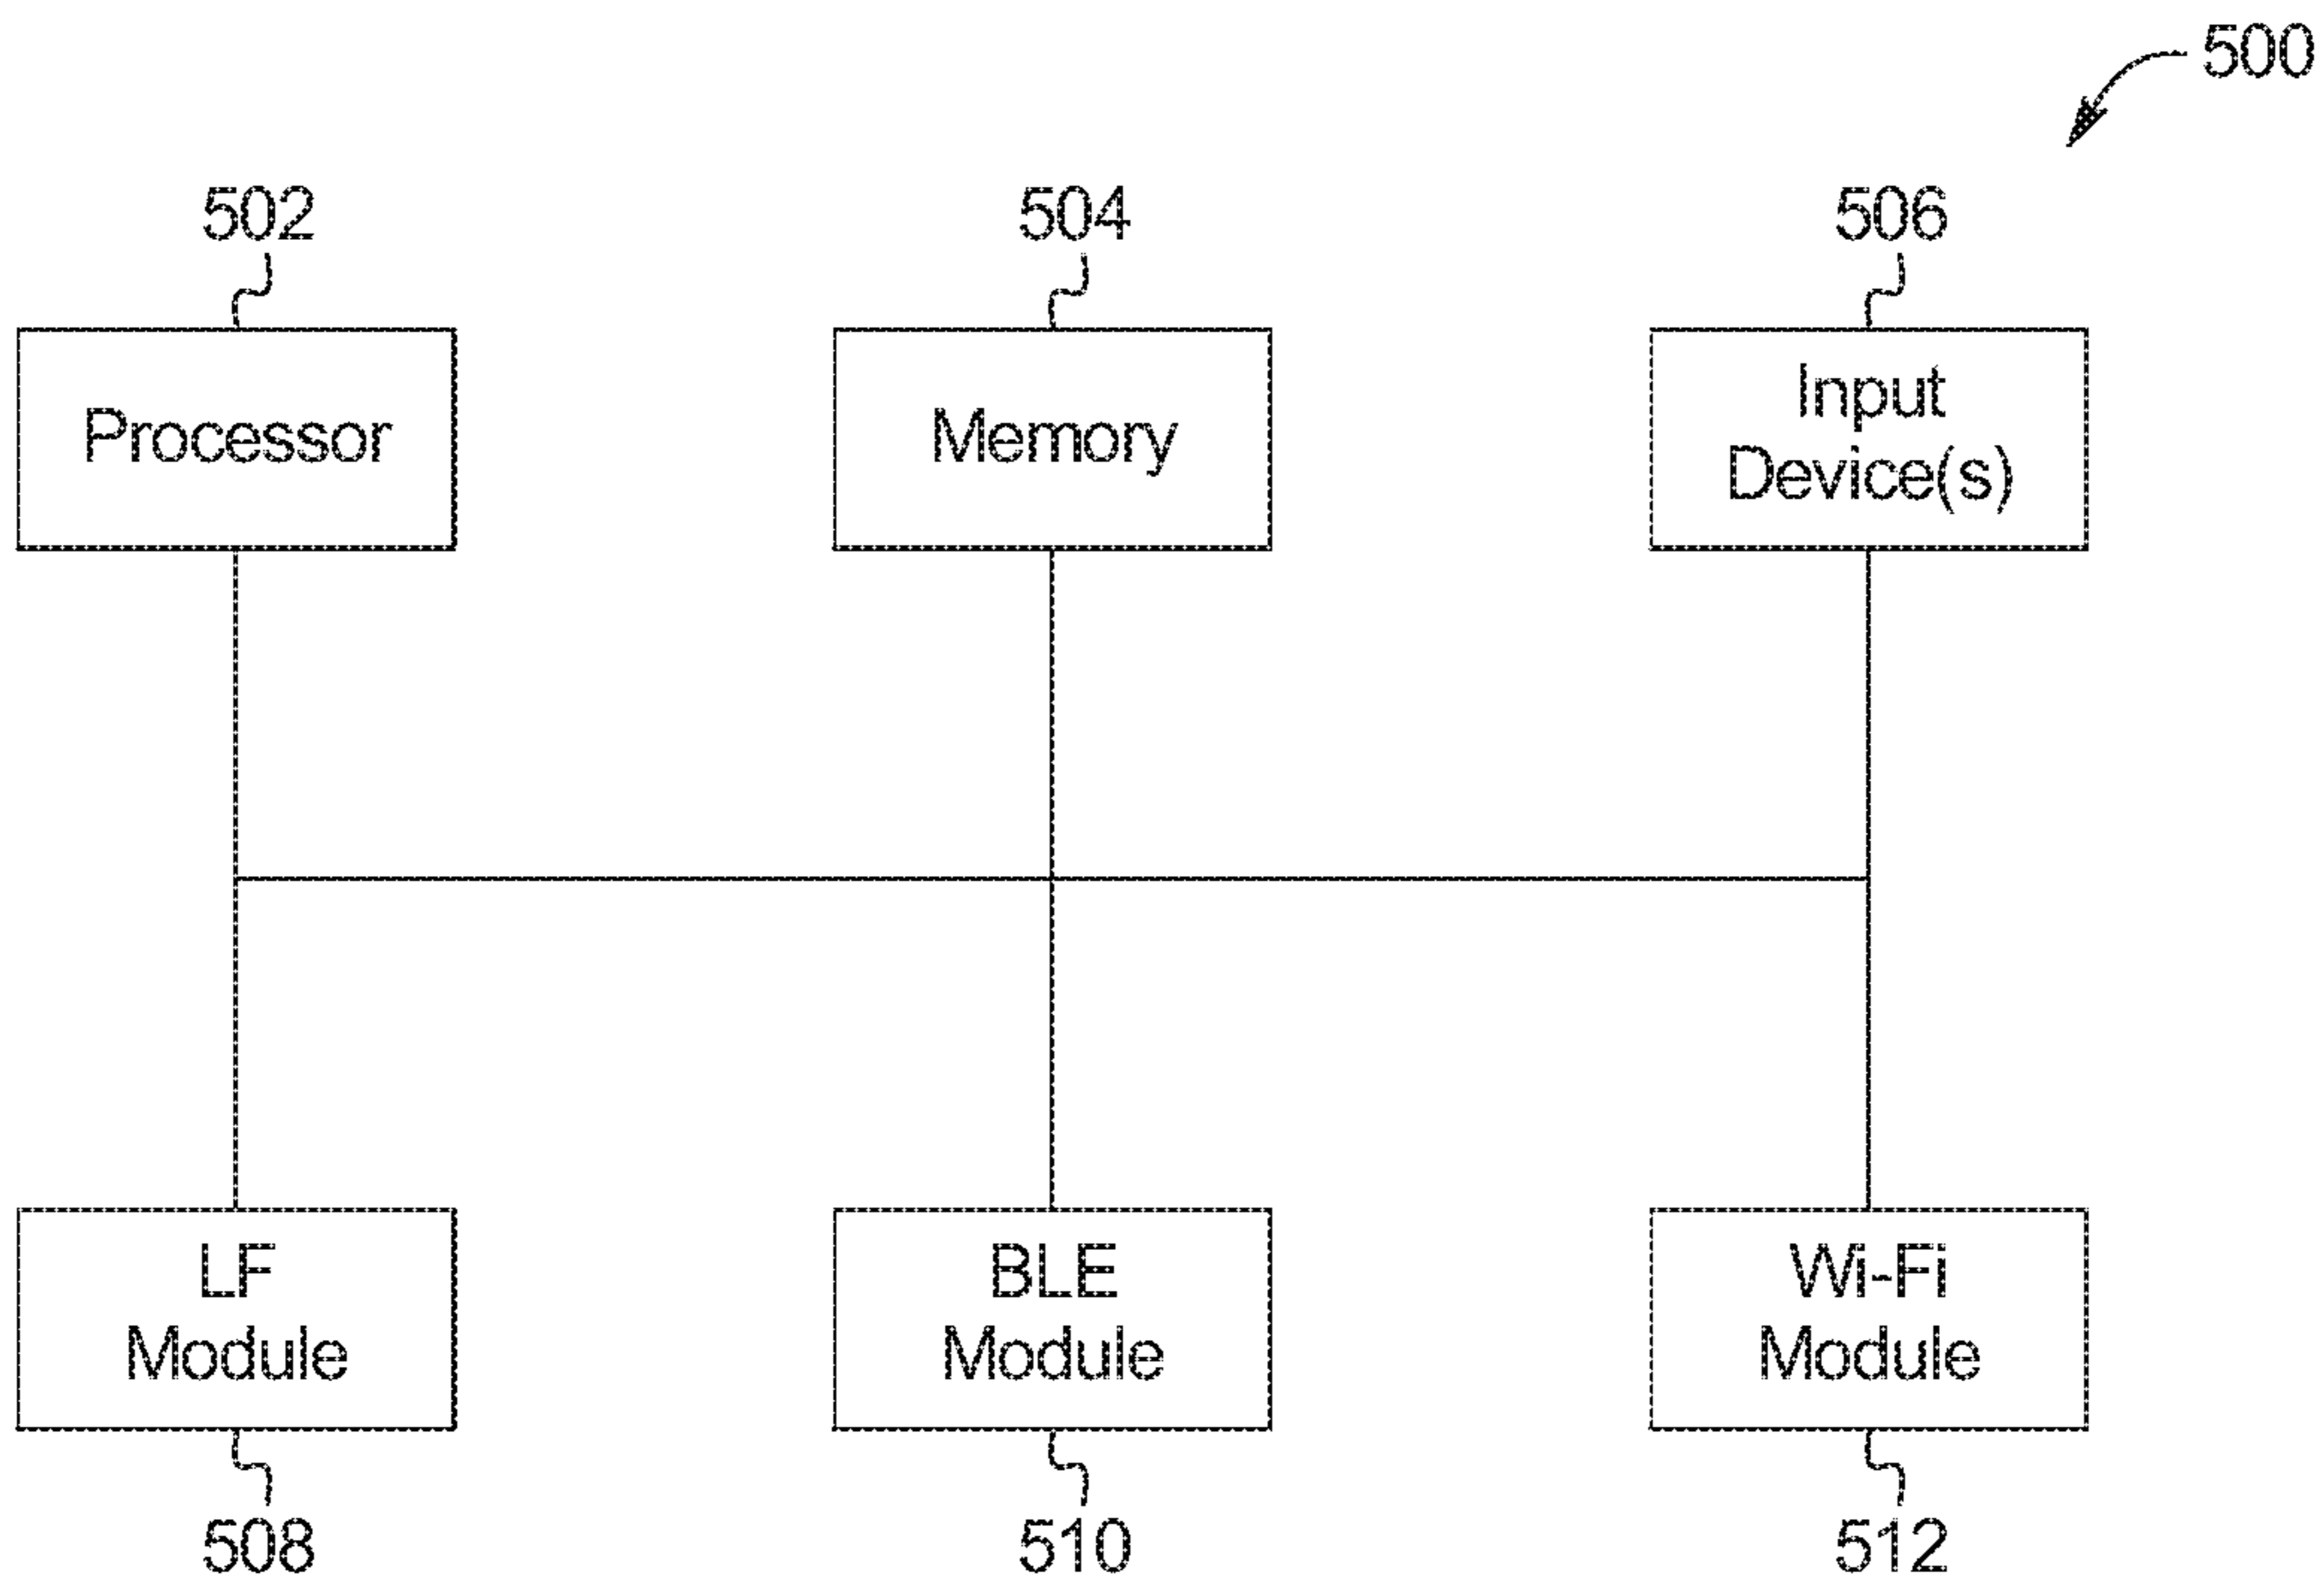 500
502
504
506
Processor
Memory
Input
Device(s)
LF
Module
BLE
Module
Wi-Fi
Module
508
510
512